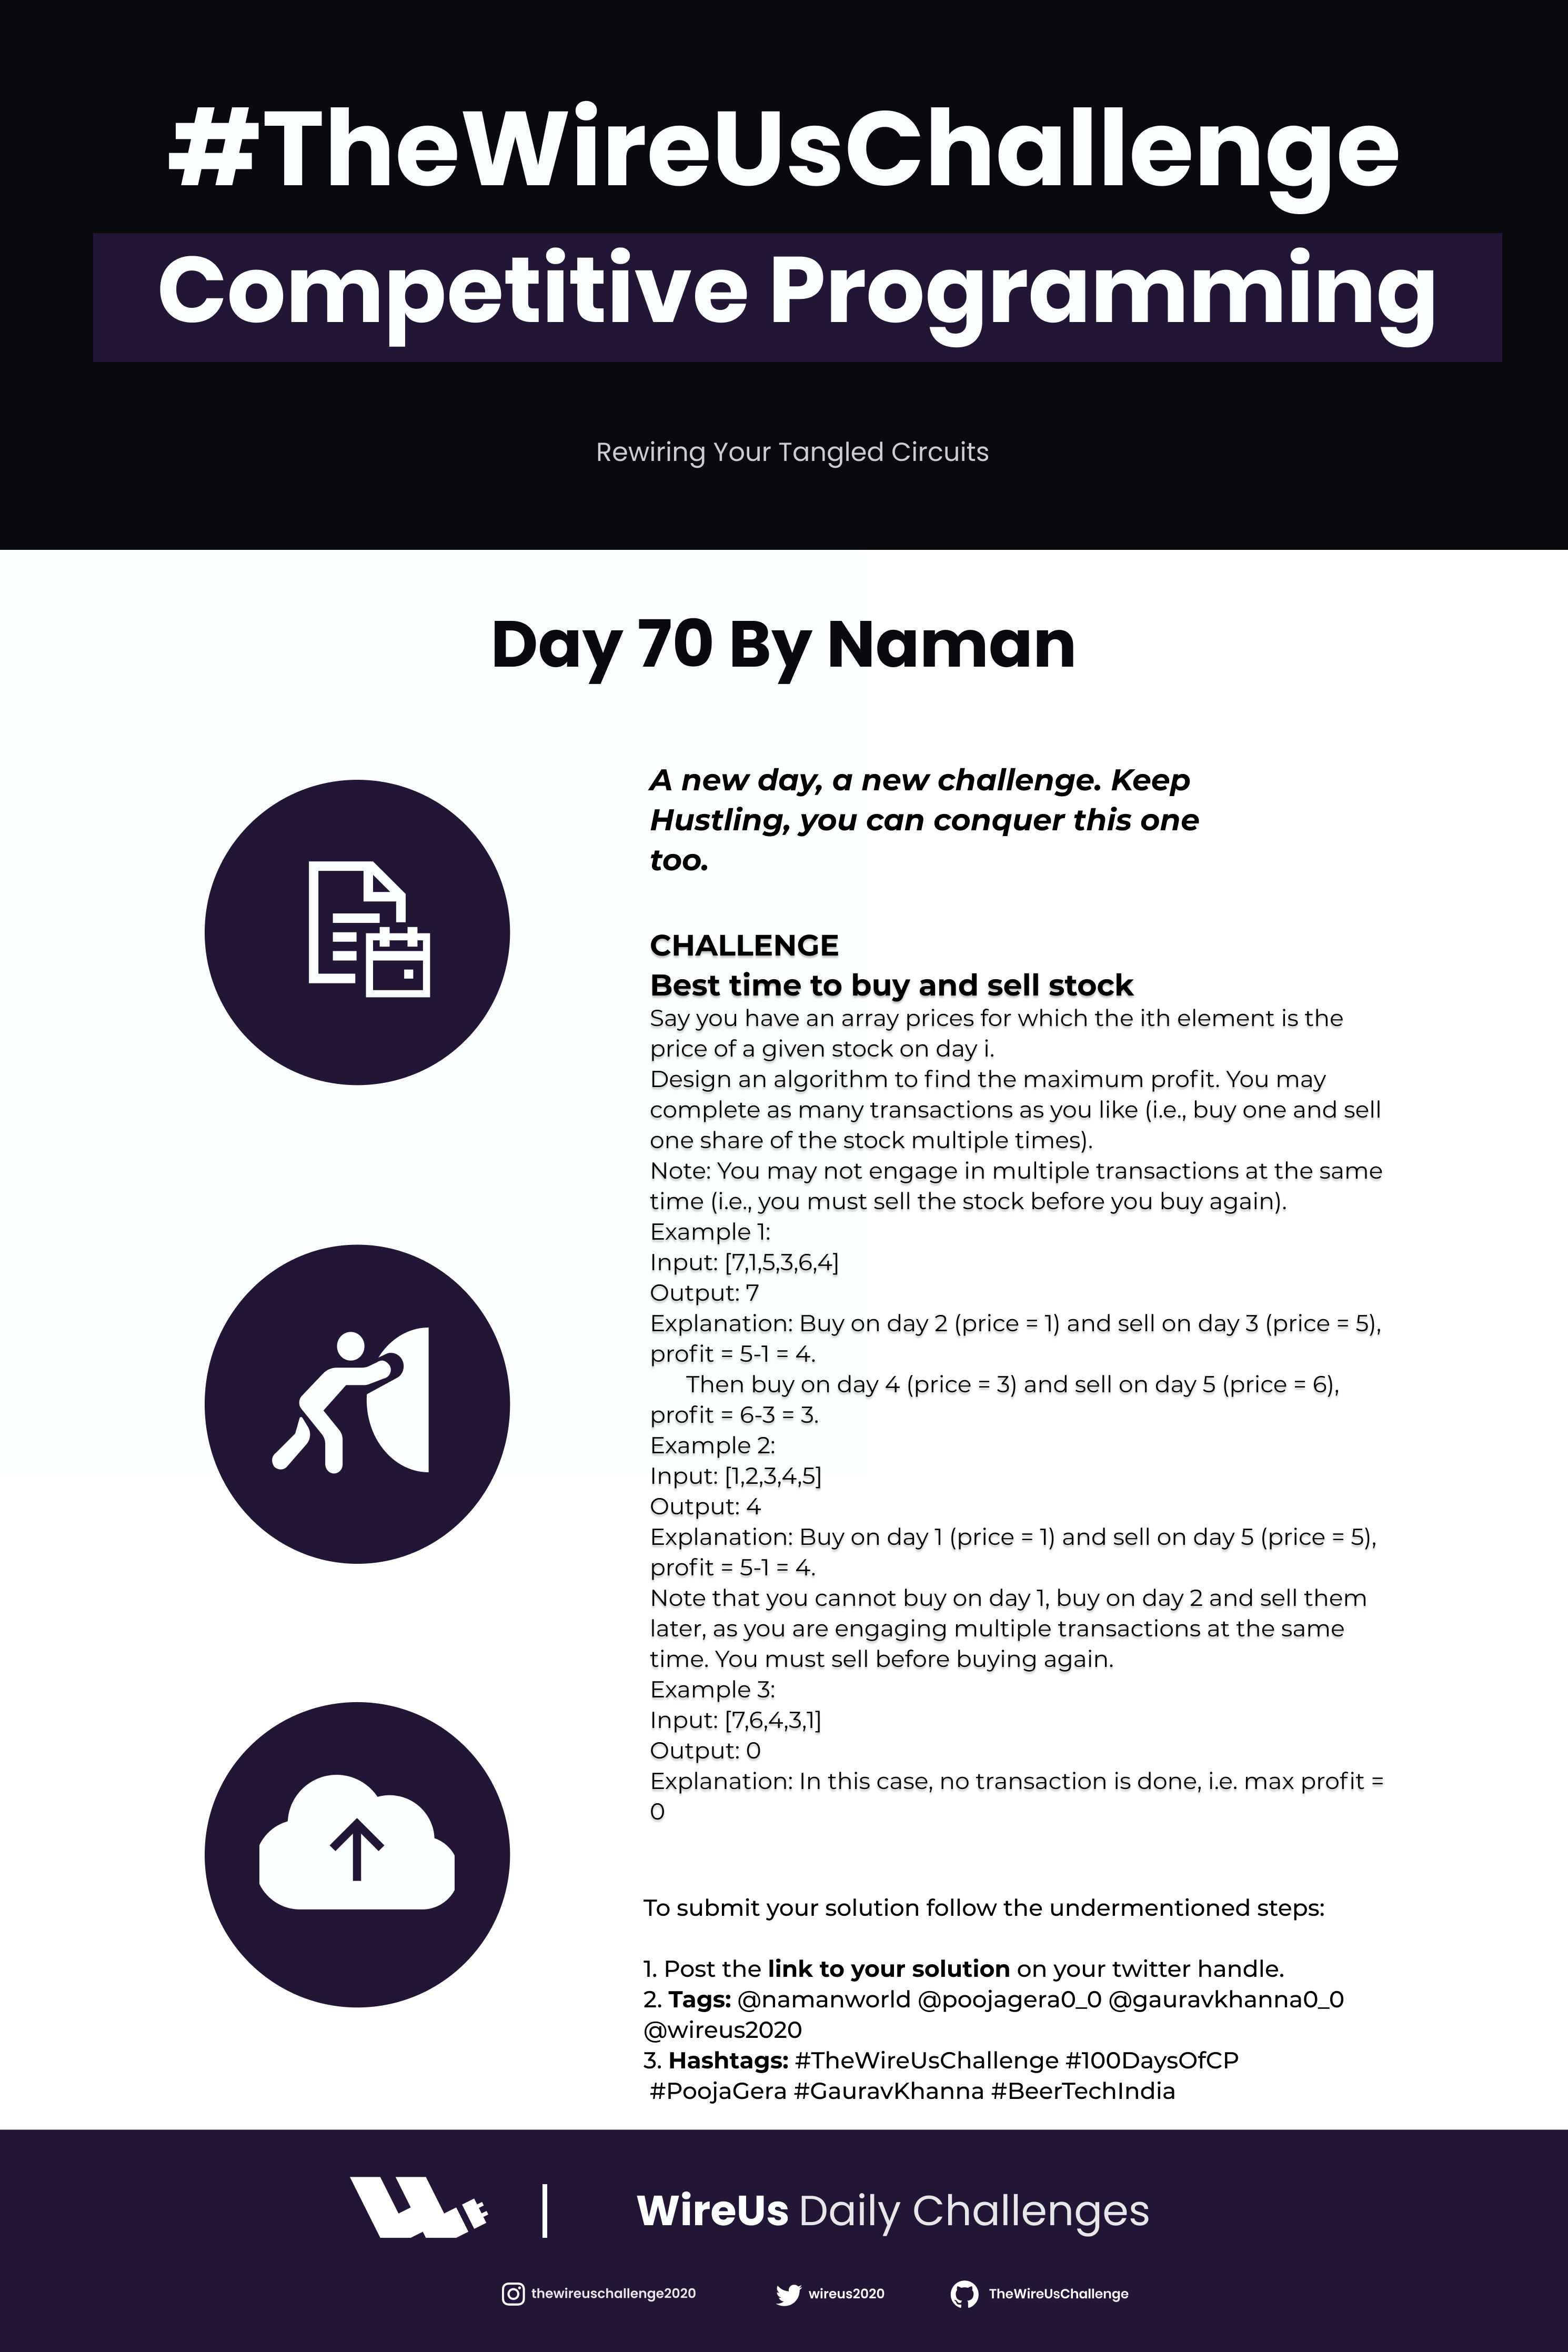 #TheWireUsChallenge
Competitive Programming
Rewiring Your Tangled Circuits
Day 70 By Naman
A new day, a new challenge. Keep
Hustling, you can conquer this one
too.
CHALLENGE
Best time to buy and sell stock
Say you have an array prices for which the ith element is the
price of a given stock on day i.
Design an algorithm to find the maximum profit. You may
complete as many transactions as you like (i.e., buy one and sell
one share of the stock multiple times).
Note: You may not engage in multiple transactions at the same
time (i.e., you must sell the stock before you buy again).
Example 1:
Input: [7,1,5,3,6,4]
Output: 7
Explanation: Buy on day 2 (price = 1) and sell on day 3 (price = 5),
profit = 5-1 = 4.
Then buy on day 4 (price = 3) and sell on day 5 (price = 6),
profit = 6-3 = 3.
Example 2:
Input: [1,2,3,4,5]
Output: 4
Explanation: Buy on day 1 (price = 1) and sell on day 5 (price = 5),
profit = 5-1 = 4.
Note that you cannot buy on day 1, buy on day 2 and sell them
later, as you are engaging multiple transactions at the same
time. You must sell before buying again.
Example 3:
Input: [7,6,4,3,1]
Output: 0
Explanation: In this case, no transaction is done, i.e. max profit =
0
To submit your solution follow the undermentioned steps:
1. Post the link to your solution on your twitter handle.
2. Tags: @namanworld @poojagera0_0 @gauravkhanna0_0
@wireus2020
3. Hashtags: #TheWireUsChallenge #100DaysOfCP
#PoojaGera #GauravKhanna #BeerTechIndia
WireUs Daily Challenges
thewireuschallenge2020 wireus2020 TheWireUsChallenge